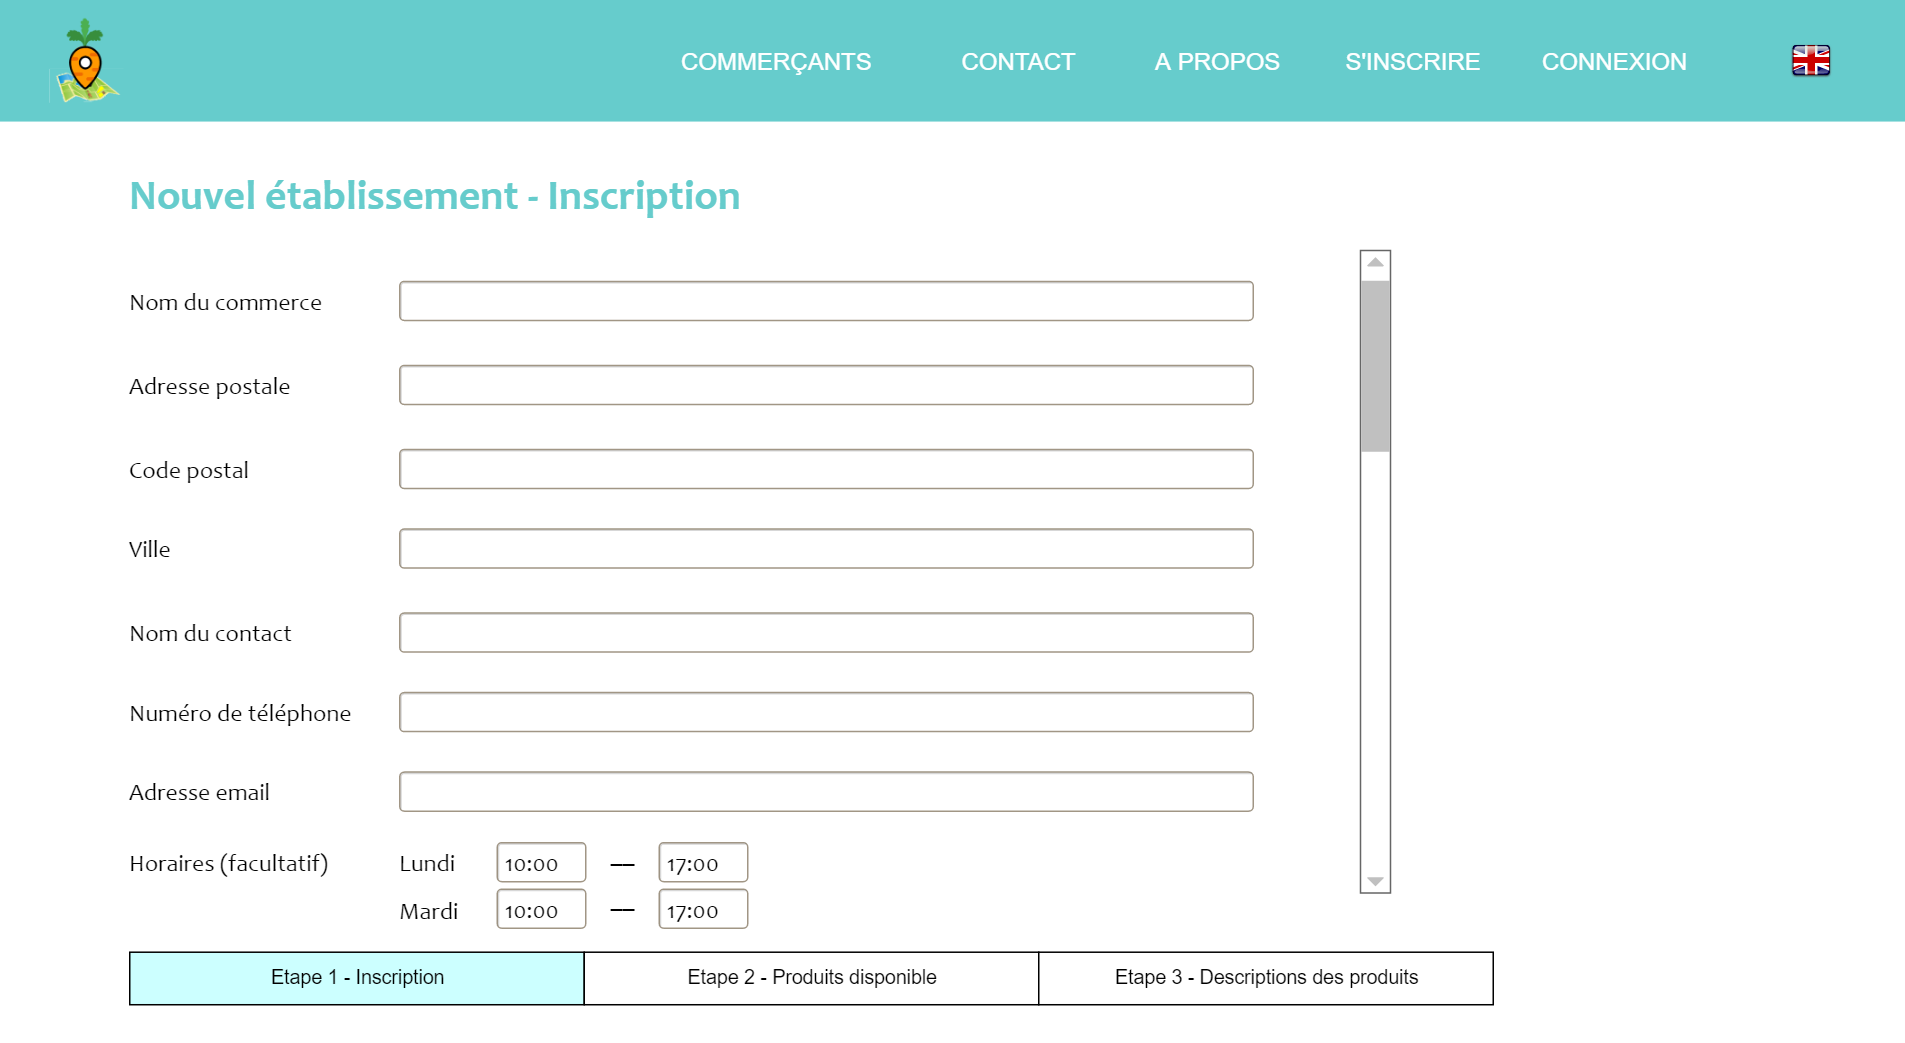 COMMERÇANTS CONTACT A PROPOS S'INSCRIRE CONNEXION
Nouvel établissement - Inscription
Nom du commerce
Adresse postale
Code postal
Ville
Nom du contact
Numéro de téléphone
Adresse email
Horaires (facultatif) Lundi 10:00 — 17:00
Mardi 10:00 — 17:00
Etape 1 - Inscription Etape 2 - Produits disponible Etape 3 - Descriptions des produits